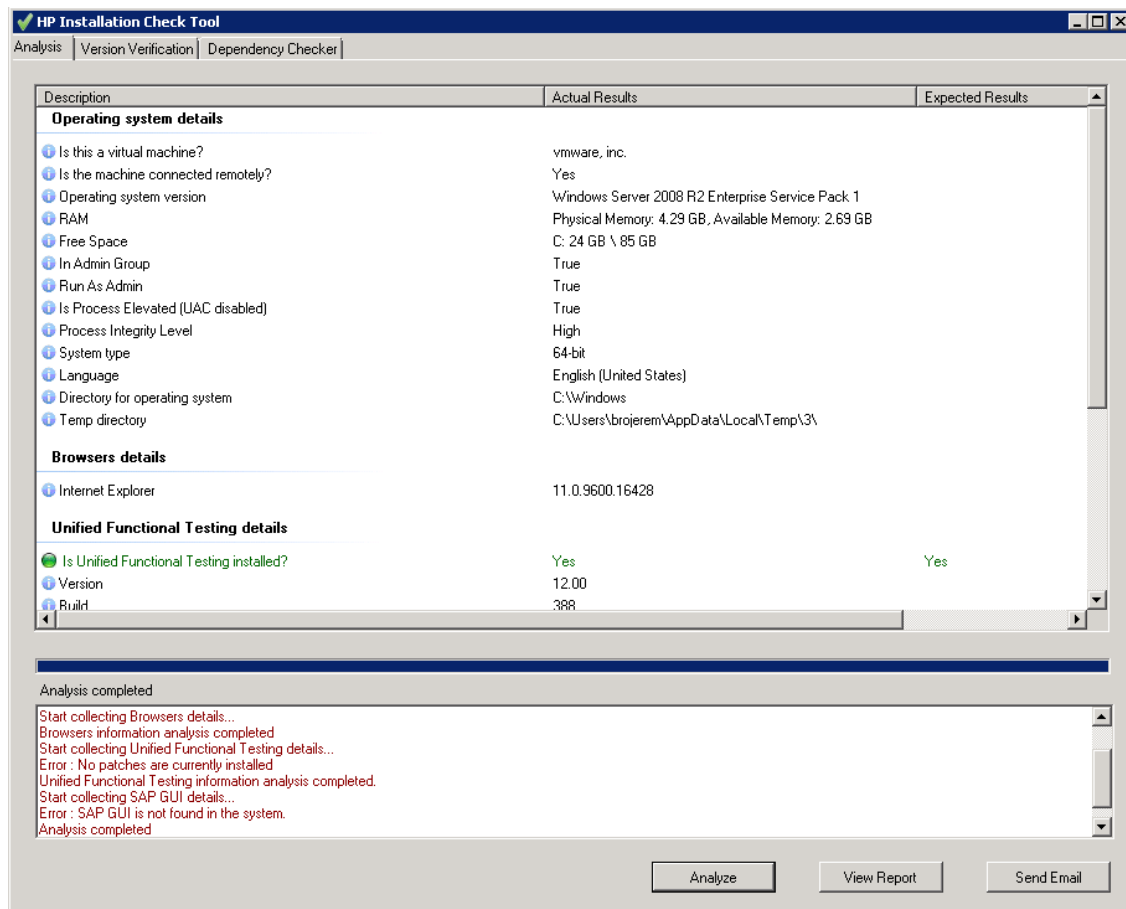 HP Installation Check Tool
Analysis Version Verification Dependency Checker
Description Actual Results Expected Results
Operating system details
Is this a virtual machine? vmware, inc.
Is the machine connected remotely? Yes
Operating system version Windows Server 2008 R2 Enterprise Service Pack 1
RAM Physical Memory: 4.29 GB, Available Memory: 2.69 GB
Free Space C: 24 GB \ 85 GB
In Admin Group True
Run As Admin True
Is Process Elevated (UAC disabled) True
Process Integrity Level High
System type 64-bit
Language English (United States)
Directory for operating system C:\Windows
Temp directory C:\Users\brojerem\AppData\Local\Temp\3\
Browsers details
Internet Explorer 11.0.9600.16428
Unified Functional Testing details
Is Unified Functional Testing installed? Yes Yes
Version 12.00
Build 388
Analysis completed
Start collecting Browsers details...
Browsers information analysis completed
Start collecting Unified Functional Testing details...
Error : No patches are currently installed
Unified Functional Testing information analysis completed.
Start collecting SAP GUI details...
Error : SAP GUI is not found in the system.
Analysis completed
Analyze View Report Send Email